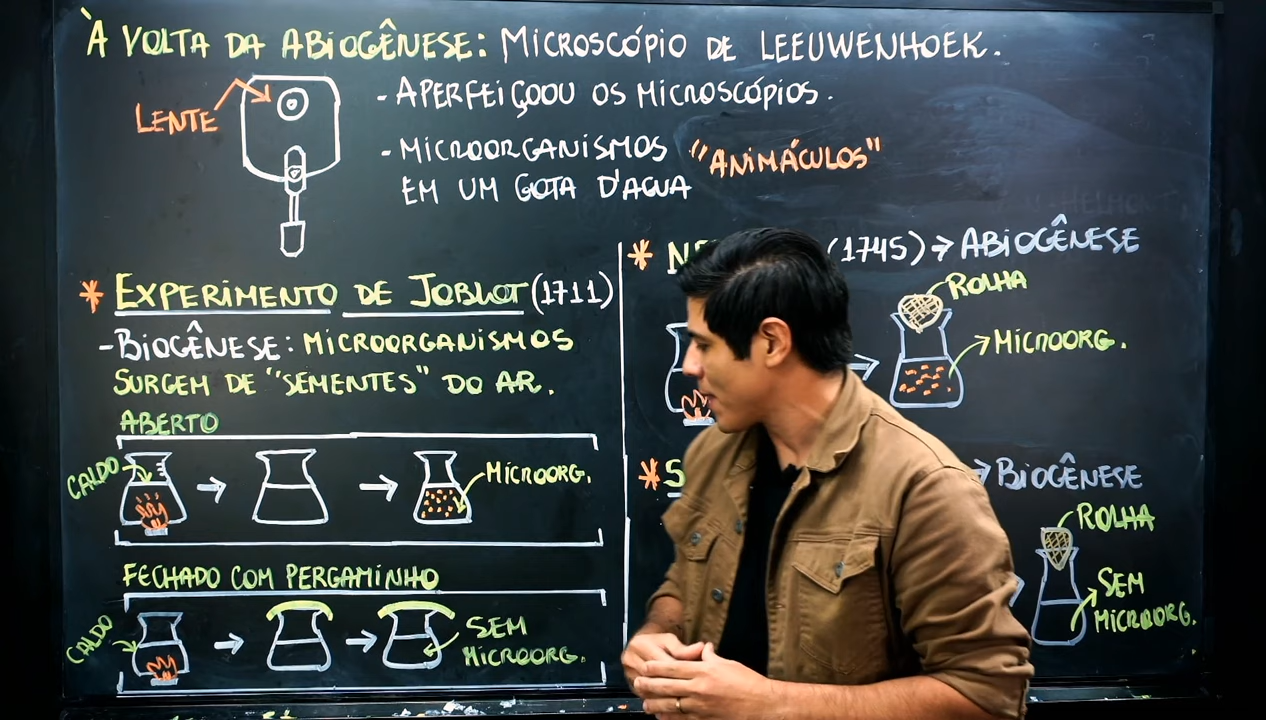 À VOLTA DA ABIOGÊNESE: MICROSCÓPIO DE LEEUWENHOEK.
LENTE
- APERFEIÇOOU OS MICROSCÓPIOS.
- MICROORGANISMOS "ANIMÁCULOS"
EM UM GOTA D'AGUA
* EXPERIMENTO DE JOBLOT (1711)
- BIOGÊNESE: MICROORGANISMOS
SURGEM DE "SEMENTES" DO AR.
ABERTO
CALDO
MICROORG.
FECHADO COM PERGAMINHO
CALDO
SEM
MICROORG.
* (1745) → ABIOGÊNESE
ROLHA
MICROORG.
* → BIOGÊNESE
ROLHA
SEM
MICROORG.